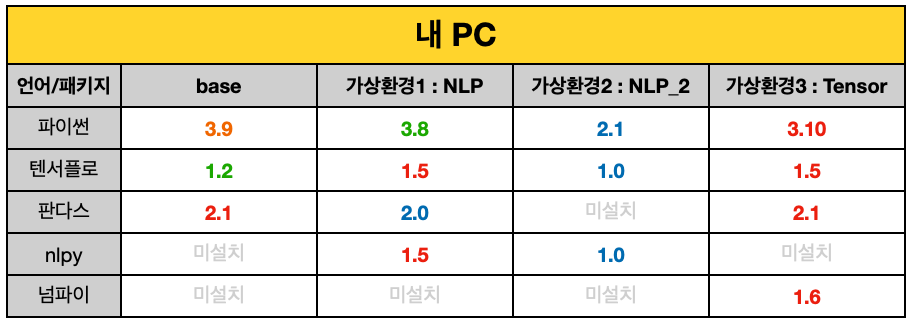 내 PC
언어/패키지 base 가상환경1 : NLP 가상환경2 : NLP_2 가상환경3 : Tensor
파이썬 3.9 3.8 2.1 3.10
텐서플로 1.2 1.5 1.0 1.5
판다스 2.1 2.0 미설치 2.1
nlpy 미설치 1.5 1.0 미설치
넘파이 미설치 미설치 미설치 1.6